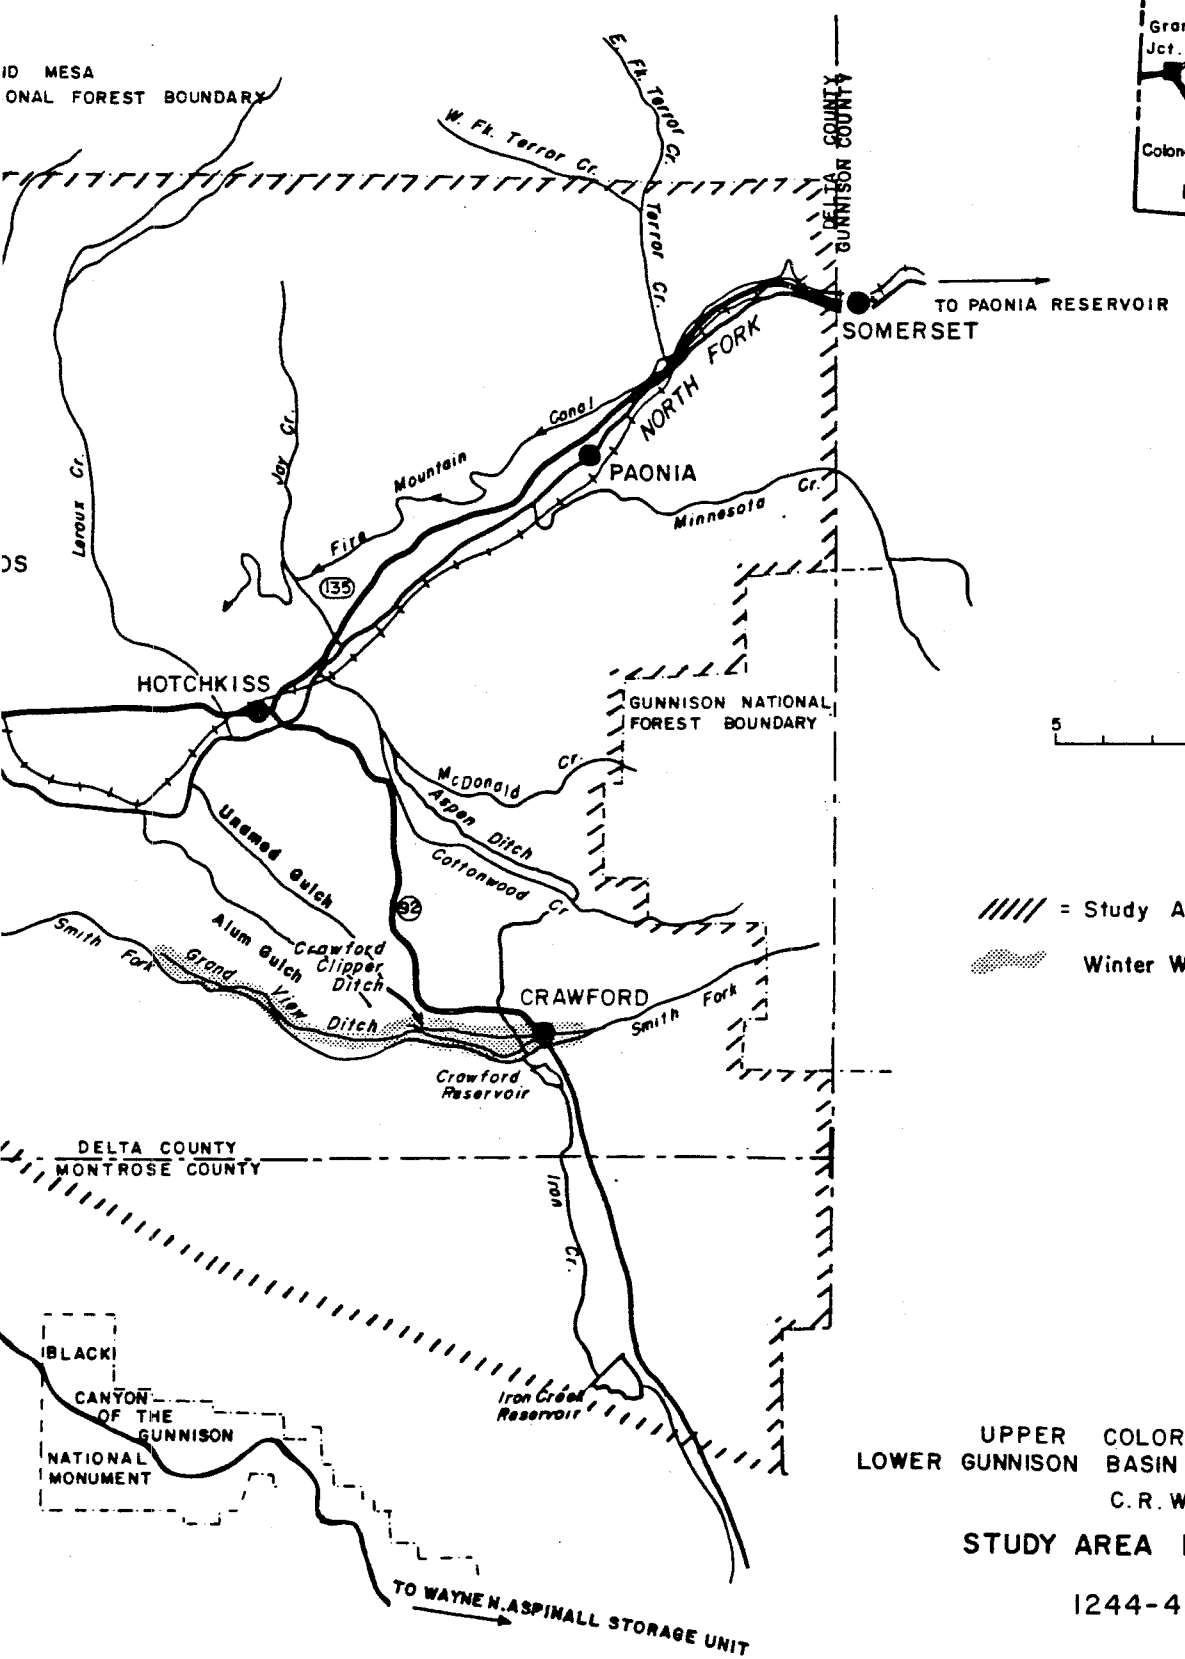 Jct.
MESA
ONAL FOREST BOUNDARY
E. Fk. Terror Cr.
W. Fk. Terror Cr.
DELTA COUNTY
GUNNISON COUNTY
Terror Cr.
TO PAONIA RESERVOIR
SOMERSET
NORTH FORK
Fire Mountain Canal
PAONIA
Jay Cr.
Leroux Cr.
Minnesota Cr.
135
HOTCHKISS
GUNNISON NATIONAL
FOREST BOUNDARY
5
McDonald Cr.
Aspen Ditch
Cottonwood Cr
Unamed Gulch
92
Alum Gulch
Crawford
Clipper
Ditch
Smith Fork
Grand View Ditch
CRAWFORD
Smith Fork
= Study A
Winter W
Crawford
Reservoir
DELTA COUNTY
MONTROSE COUNTY
Iron Cr.
BLACK
CANYON
OF THE
GUNNISON
NATIONAL
MONUMENT
Iron Creek
Reservoir
UPPER COLOR
LOWER GUNNISON BASIN
C. R. W
STUDY AREA
1244-4
TO WAYNE N. ASPINALL STORAGE UNIT